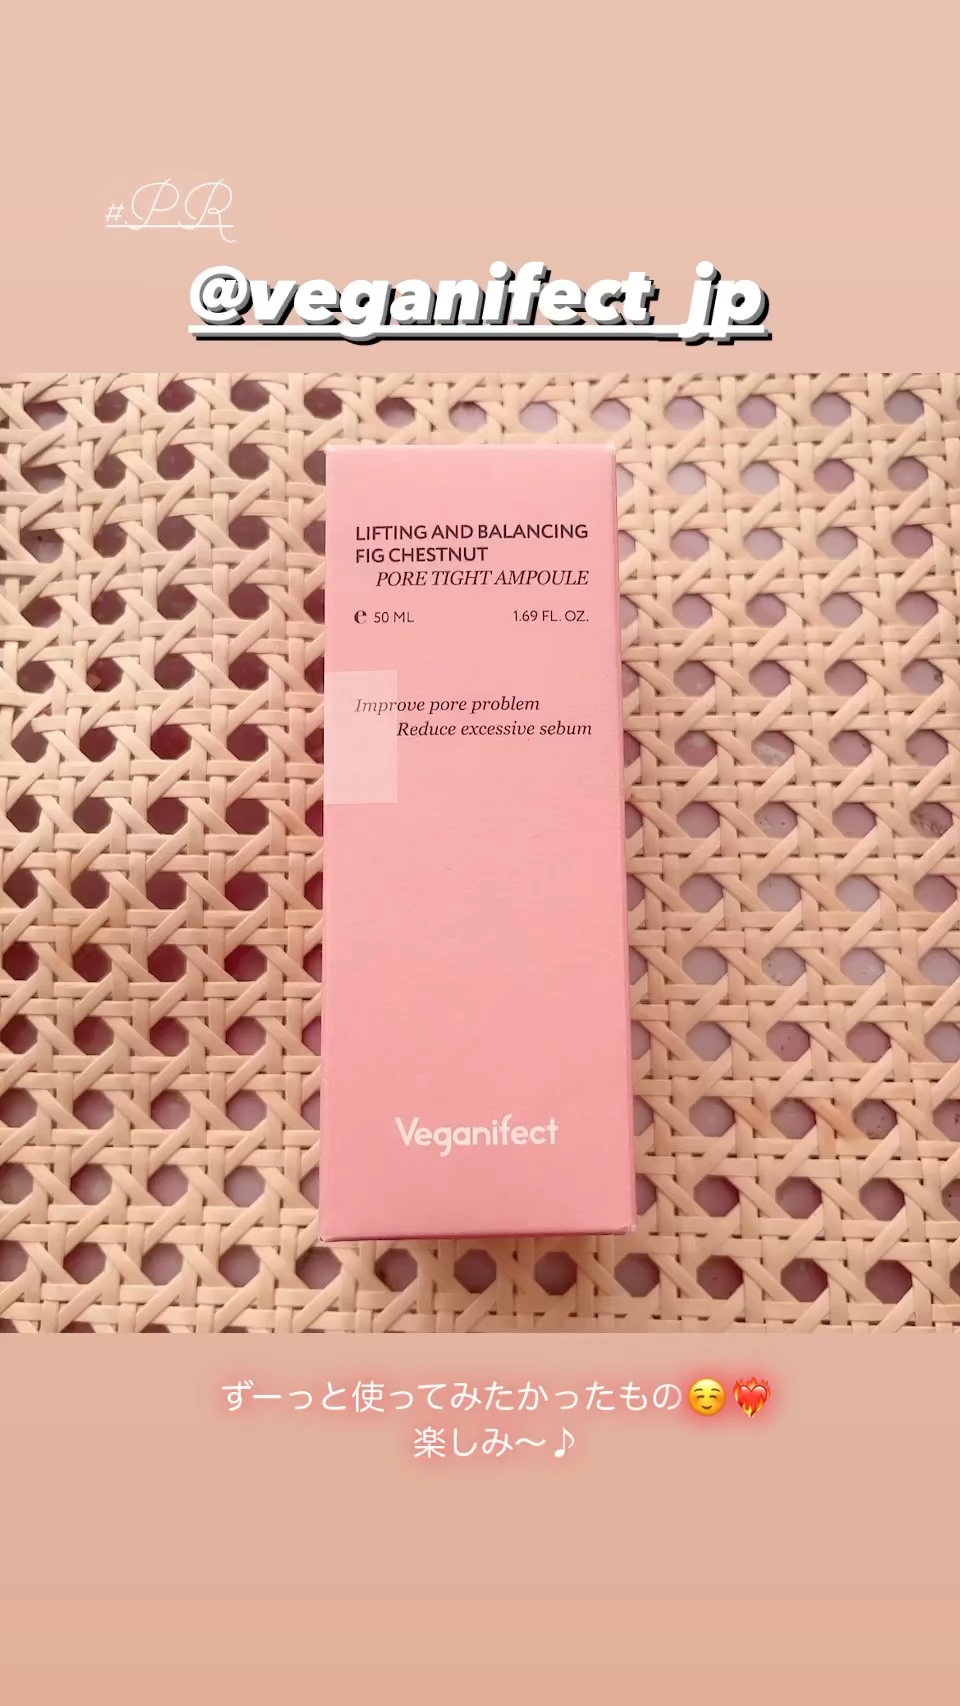 #PR
@veganifect_jp
LIFTING AND BALANCING
FIG CHESTNUT
PORE TIGHT AMPOULE
℮ 50 ML 1.69 FL. OZ.
Improve pore problem
Reduce excessive sebum
Veganifect
ずーっと使ってみたかったもの☺️❤️‍🔥
楽しみ〜♪